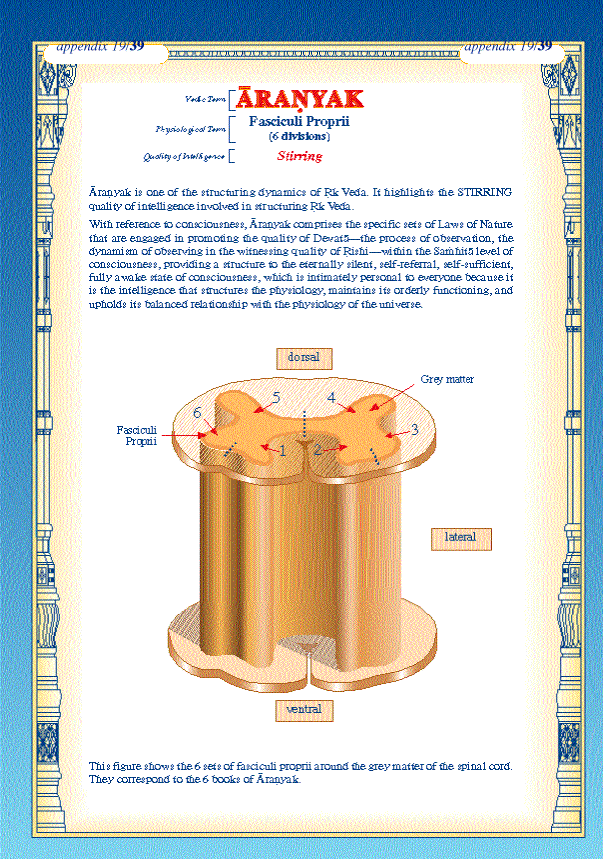 appendix 19/39
appendix 19/39
Vedic Term ĀRAṆYAK
Physiological Term Fasciculi Proprii
(6 divisions)
Quality of Intelligence Stirring
Āraṇyak is one of the structuring dynamics of Ṛk Veda. It highlights the STIRRING
quality of intelligence involved in structuring Ṛk Veda.
With reference to consciousness, Āraṇyak comprises the specific sets of Laws of Nature
that are engaged in promoting the quality of Devatā—the process of observation, the
dynamism of observing in the witnessing quality of Rishi—within the Saṁhitā level of
consciousness, providing a structure to the eternally silent, self-referral, self-sufficient,
fully awake state of consciousness, which is intimately personal to everyone because it
is the intelligence that structures the physiology, maintains its orderly functioning, and
upholds its balanced relationship with the physiology of the universe.
dorsal
Grey matter
5
4
6
Fasciculi
Proprii
3
1
2
lateral
ventral
This figure shows the 6 sets of fasciculi proprii around the grey matter of the spinal cord.
They correspond to the 6 books of Āraṇyak.